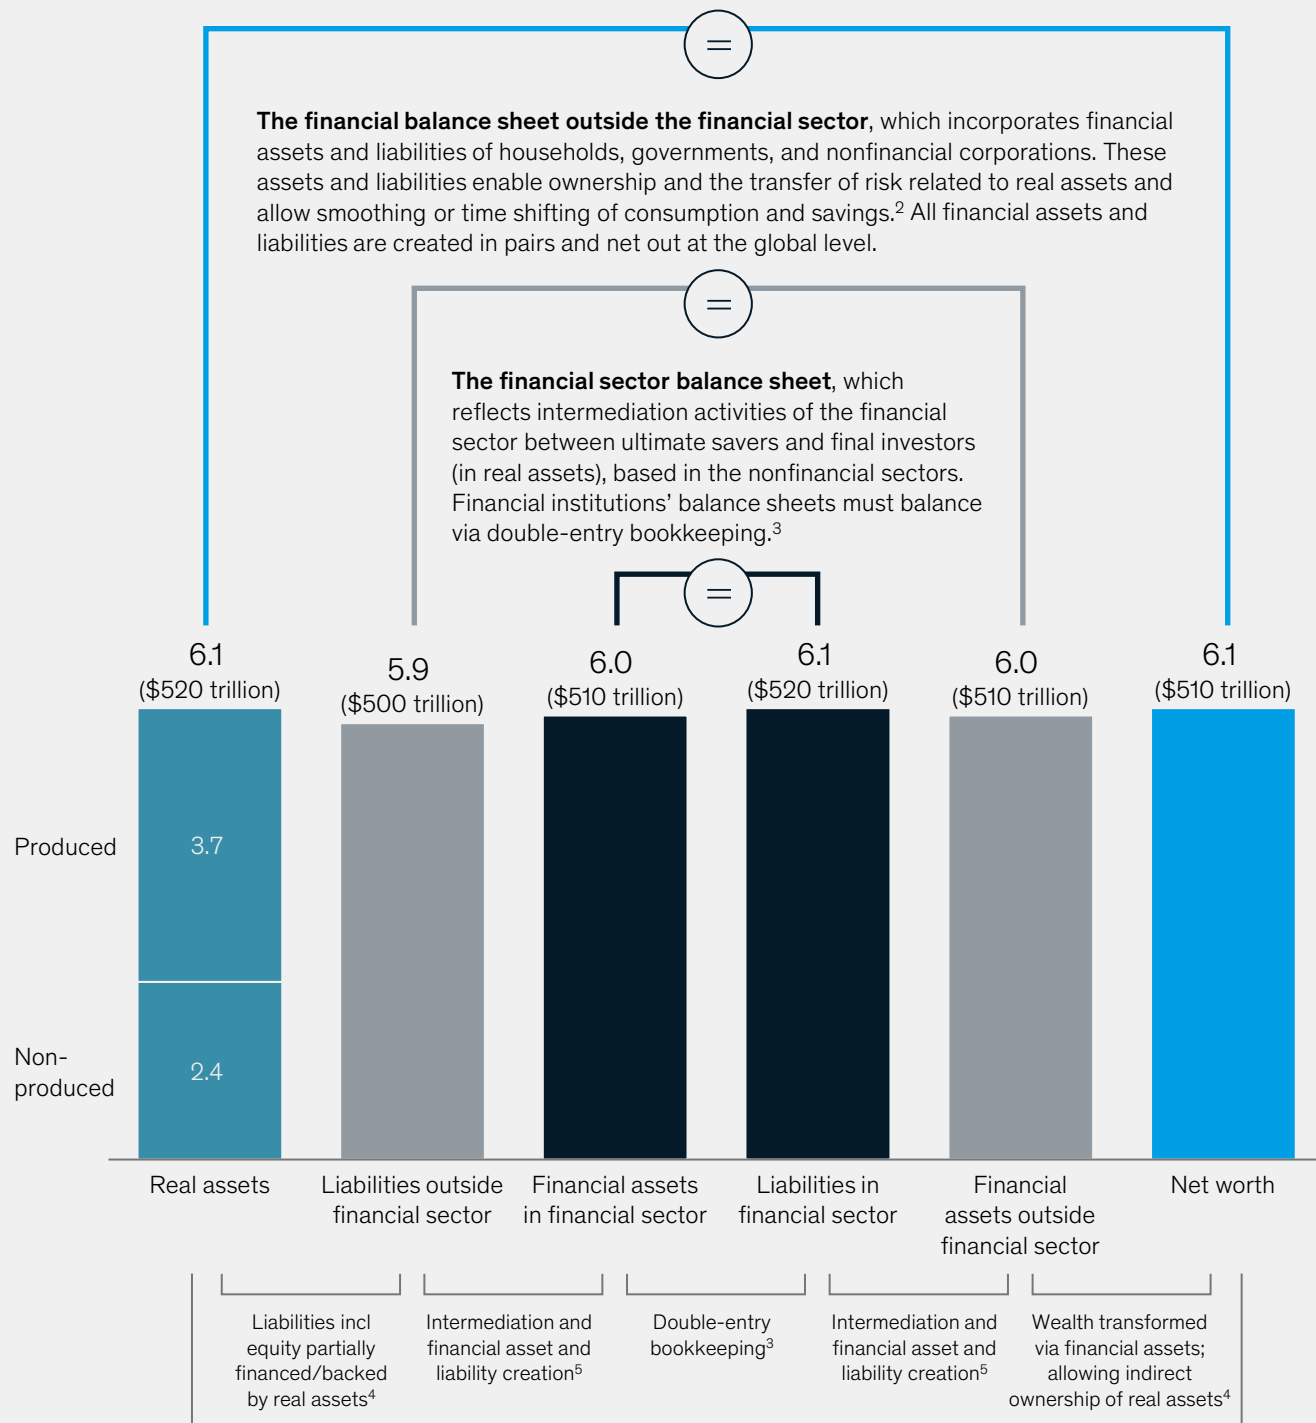 =
The financial balance sheet outside the financial sector, which incorporates financial
assets and liabilities of households, governments, and nonfinancial corporations. These
assets and liabilities enable ownership and the transfer of risk related to real assets and
allow smoothing or time shifting of consumption and savings.² All financial assets and
liabilities are created in pairs and net out at the global level.
=
The financial sector balance sheet, which
reflects intermediation activities of the financial
sector between ultimate savers and final investors
(in real assets), based in the nonfinancial sectors.
Financial institutions’ balance sheets must balance
via double-entry bookkeeping.³
=
6.1
($520 trillion)
5.9
($500 trillion)
6.0
($510 trillion)
6.1
($520 trillion)
6.0
($510 trillion)
6.1
($510 trillion)
Produced
3.7
Non-
produced
2.4
Real assets
Liabilities outside
financial sector
Financial assets
in financial sector
Liabilities in
financial sector
Financial
assets outside
financial sector
Net worth
Liabilities incl
equity partially
financed/backed
by real assets⁴
Intermediation and
financial asset and
liability creation⁵
Double-entry
bookkeeping³
Intermediation and
financial asset and
liability creation⁵
Wealth transformed
via financial assets;
allowing indirect
ownership of real assets⁴